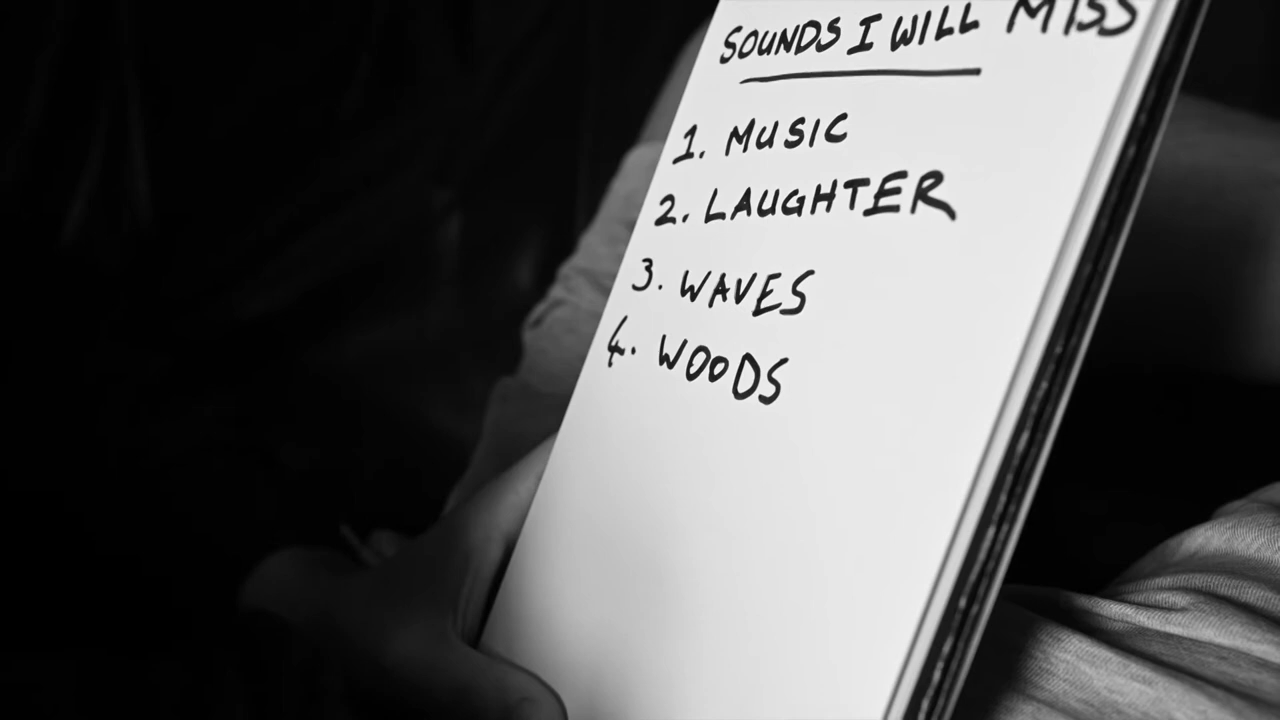 SOUNDS I WILL MISS
1. MUSIC
2. LAUGHTER
3. WAVES
4. WOODS